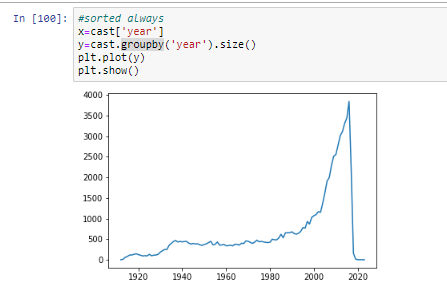 In [100]: #sorted always
x=cast['year']
y=cast.groupby('year').size()
plt.plot(y)
plt.show()
4000
3500
3000
2500
2000
1500
1000
500
0
1920 1940 1960 1980 2000 2020